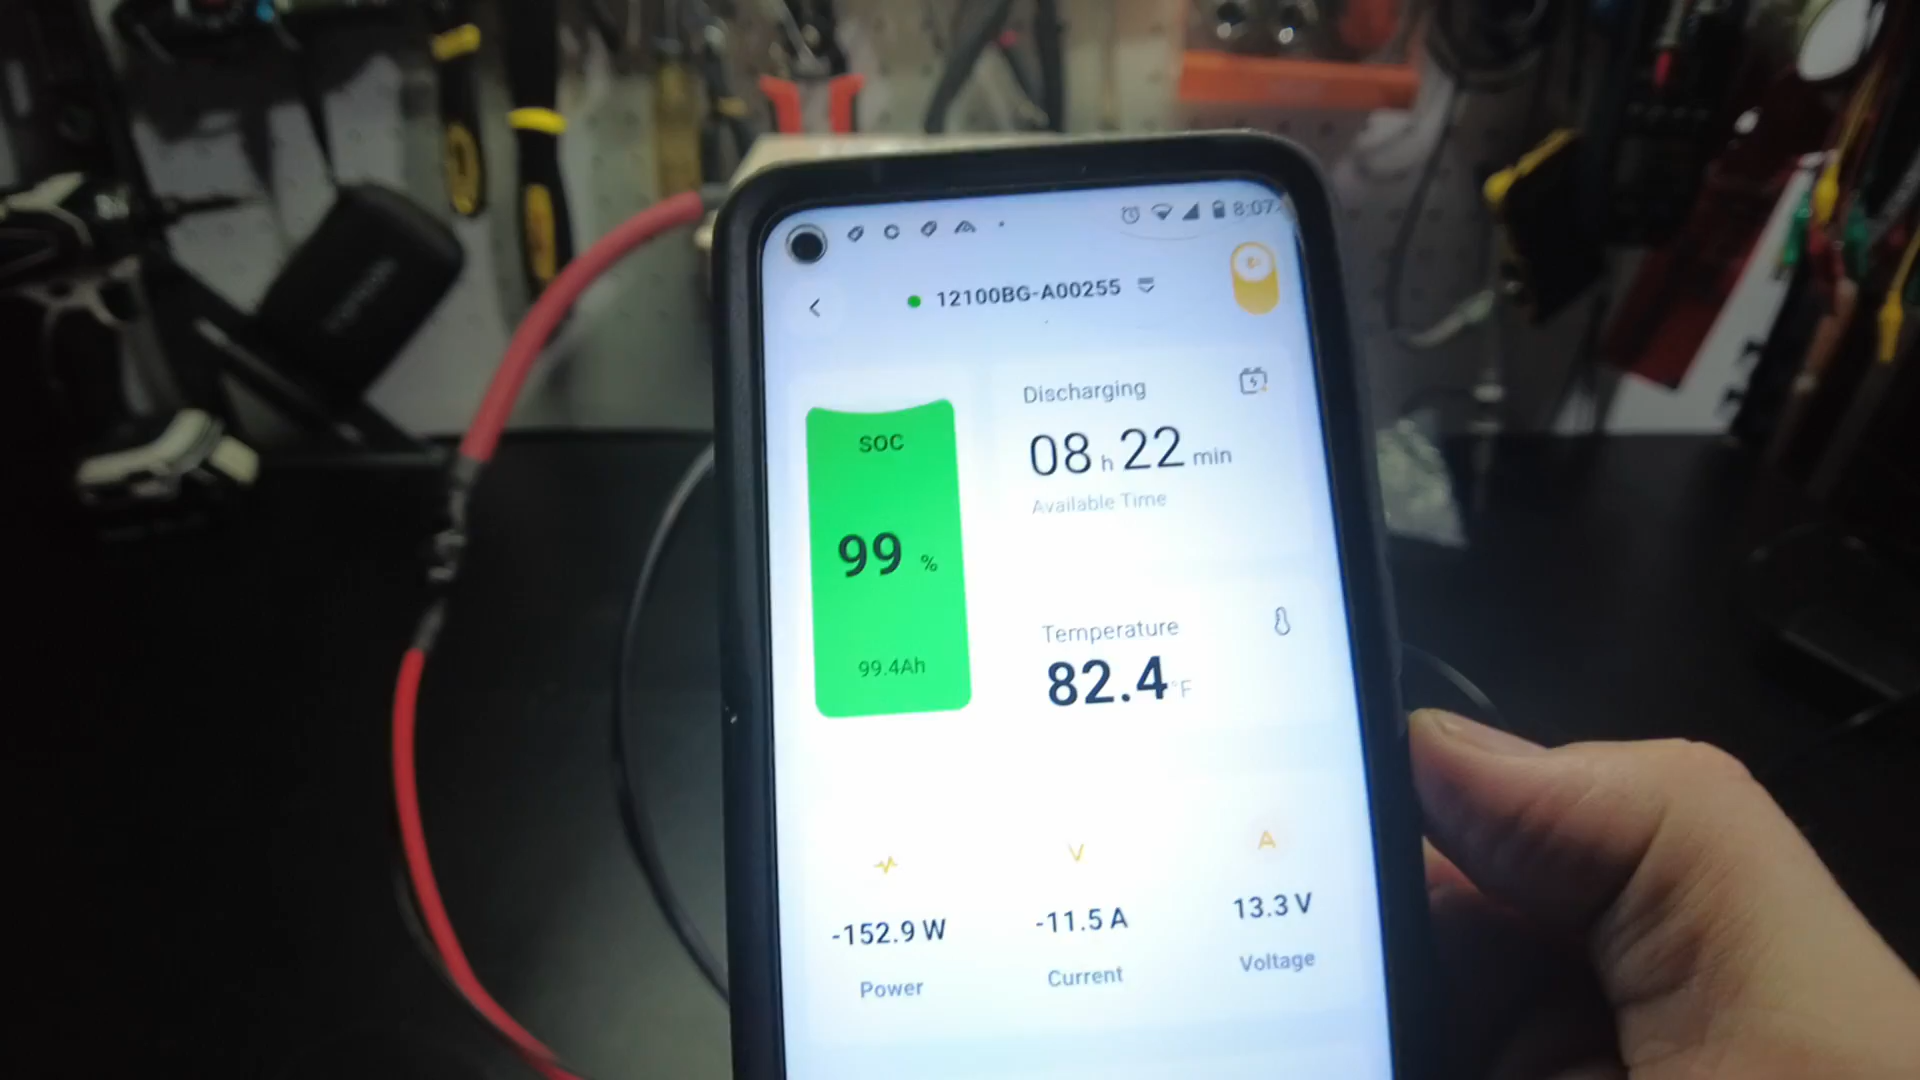 8:07
12100BG-A00255
SOC
99 %
99.4Ah
Discharging
08 h 22 min
Available Time
Temperature
82.4 °F
V
A
-152.9 W
-11.5 A
13.3 V
Power
Current
Voltage